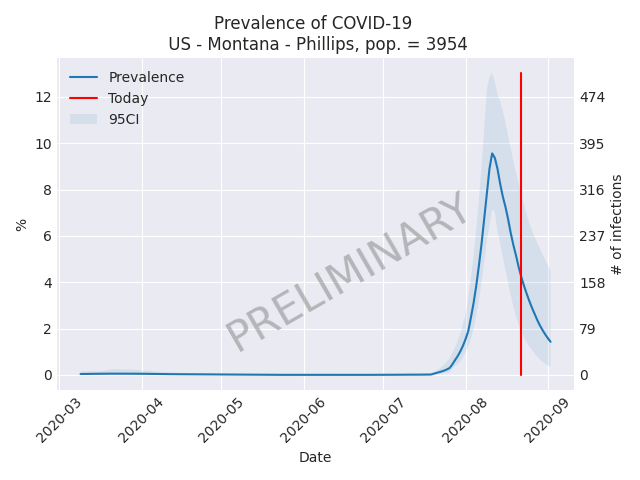 Prevalence of COVID-19
US - Montana - Phillips, pop. = 3954
Prevalence
Today
95CI
PRELIMINARY
%
12
10
8
6
4
2
0
474
395
316
237
158
79
0
# of infections
2020-03
2020-04
2020-05
2020-06
2020-07
2020-08
2020-09
Date